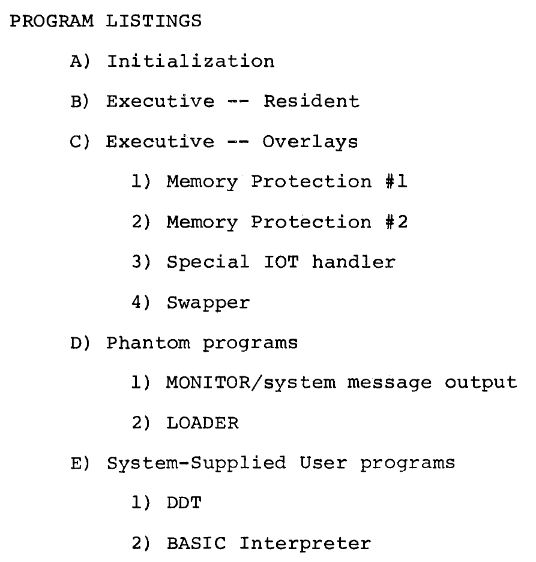 PROGRAM LISTINGS
A) Initialization
B) Executive -- Resident
C) Executive -- Overlays
1) Memory Protection #1
2) Memory Protection #2
3) Special IOT handler
4) Swapper
D) Phantom programs
1) MONITOR/system message output
2) LOADER
E) System-Supplied User programs
1) DDT
2) BASIC Interpreter